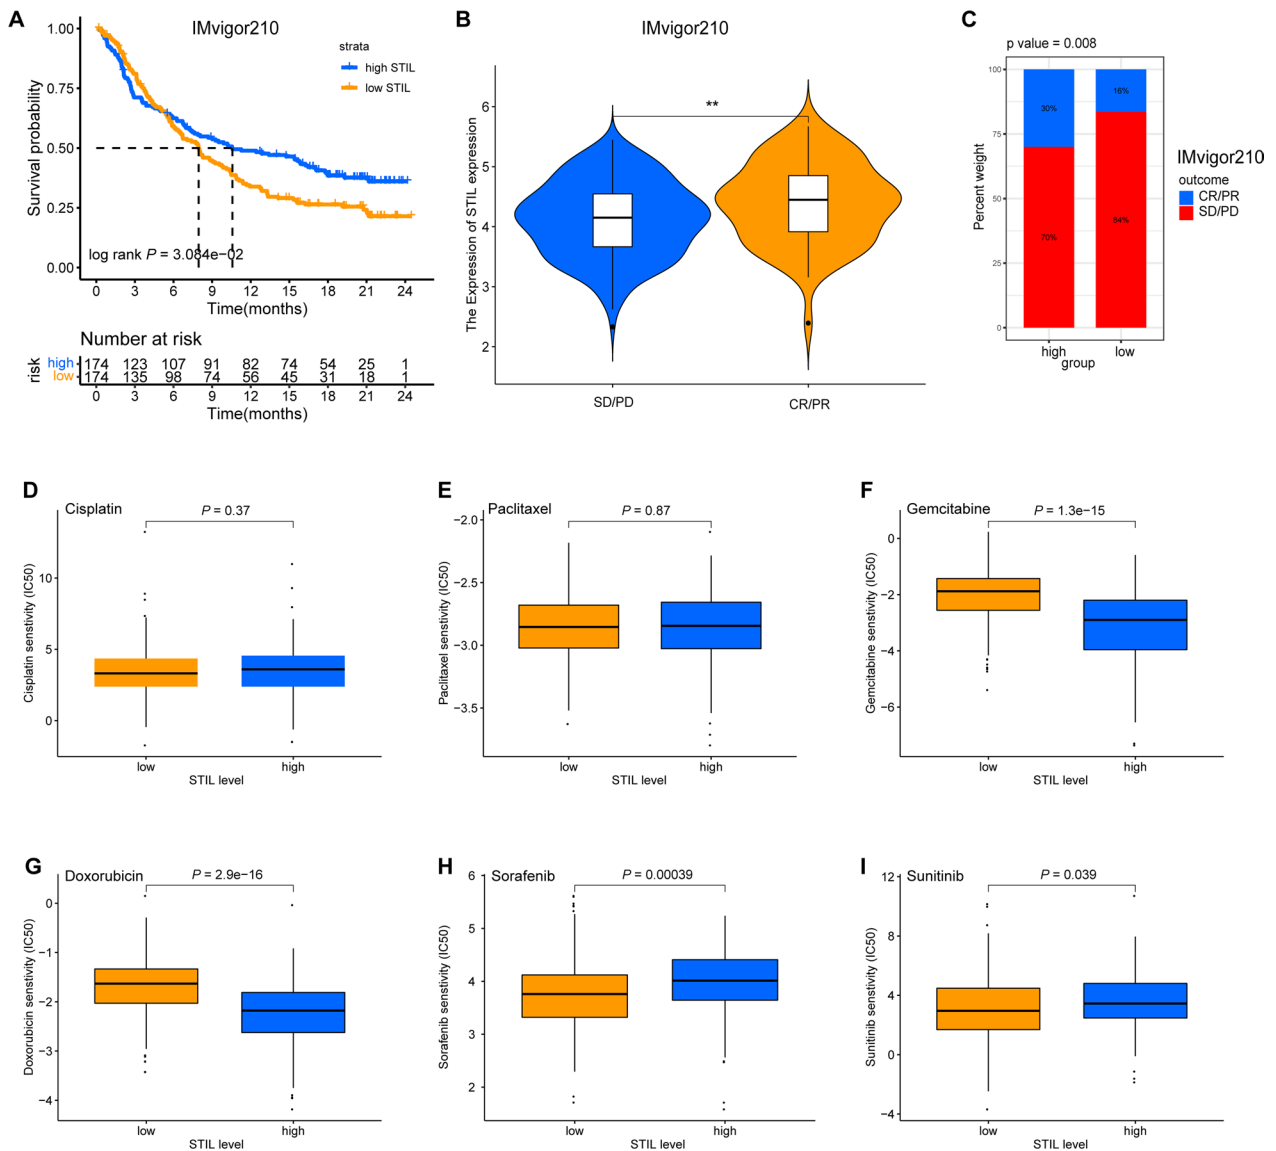 A
IMvigor210
strata
high STIL
low STIL
Survival probability
1.00
0.75
0.50
0.25
0.00
log rank P = 3.084e−02
0 3 6 9 12 15 18 21 24
Time(months)
Number at risk
risk
high 174 123 107 91 82 74 54 25 1
low 174 135 98 74 56 45 31 18 1
0 3 6 9 12 15 18 21 24
Time(months)
B
IMvigor210
The Expression of STIL expression
6
5
4
3
2
**
SD/PD CR/PR
C
p value = 0.008
Percent weight
100
75
50
25
0
30%
16%
70%
84%
high low
group
IMvigor210
outcome
CR/PR
SD/PD
D
Cisplatin
P = 0.37
Cisplatin senstivity (IC50)
10
5
0
low high
STIL level
E
Paclitaxel
P = 0.87
Paclitaxel senstivity (IC50)
−2.0
−2.5
−3.0
−3.5
low high
STIL level
F
Gemcitabine
P = 1.3e−15
Gemcitabine senstivity (IC50)
0
−2
−4
−6
low high
STIL level
G
Doxorubicin
P = 2.9e−16
Doxorubicin senstivity (IC50)
0
−1
−2
−3
−4
low high
STIL level
H
Sorafenib
P = 0.00039
Sorafenib senstivity (IC50)
6
5
4
3
2
low high
STIL level
I
Sunitinib
P = 0.039
Sunitinib senstivity (IC50)
12
8
4
0
−4
low high
STIL level